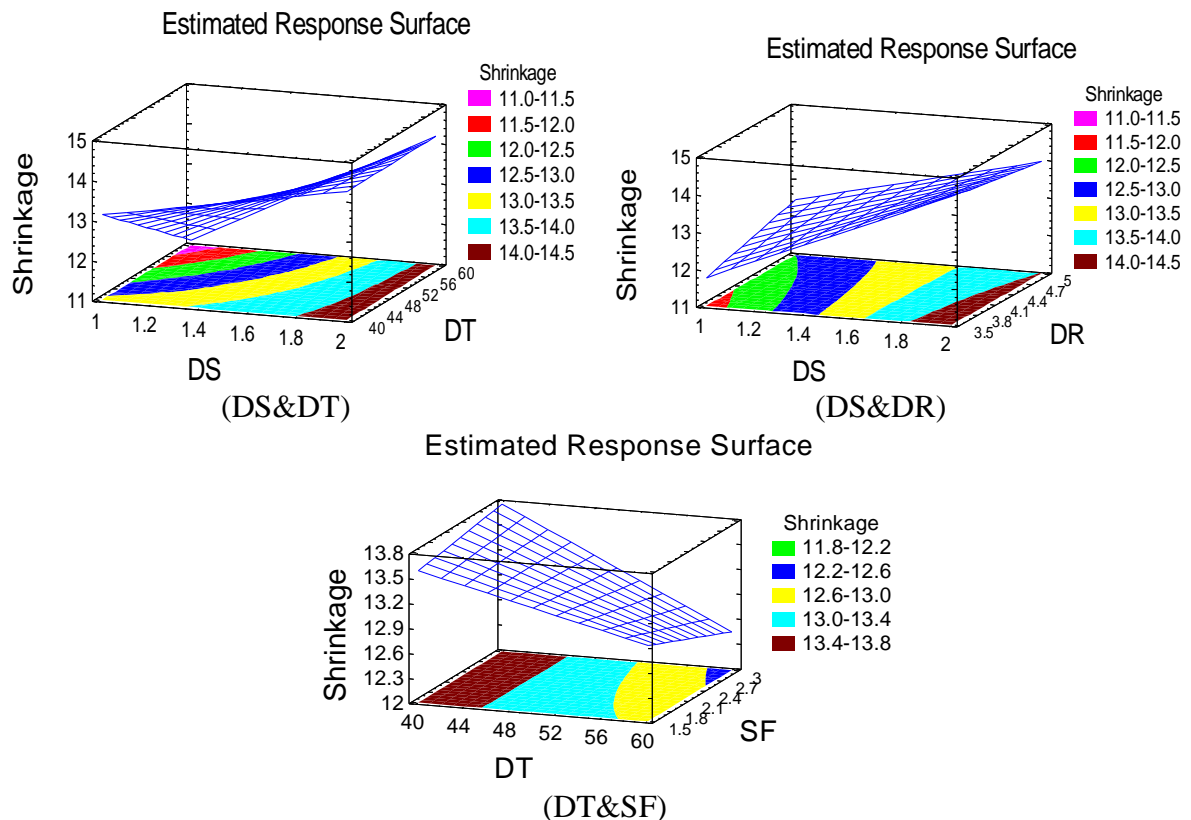 Estimated Response Surface
Shrinkage
11.0-11.5
11.5-12.0
12.0-12.5
12.5-13.0
13.0-13.5
13.5-14.0
14.0-14.5
Shrinkage
15
14
13
12
11
1 1.2 1.4 1.6 1.8 2
DS
40 44 48 52 56 60
DT
(DS&DT)
Estimated Response Surface
Shrinkage
11.0-11.5
11.5-12.0
12.0-12.5
12.5-13.0
13.0-13.5
13.5-14.0
14.0-14.5
Shrinkage
15
14
13
12
11
1 1.2 1.4 1.6 1.8 2
DS
3.5 3.8 4.1 4.4 4.7 5
DR
(DS&DR)
Estimated Response Surface
Shrinkage
11.8-12.2
12.2-12.6
12.6-13.0
13.0-13.4
13.4-13.8
Shrinkage
13.8
13.5
13.2
12.9
12.6
12.3
12
40 44 48 52 56 60
DT
1.5 1.8 2.1 2.4 2.7 3
SF
(DT&SF)